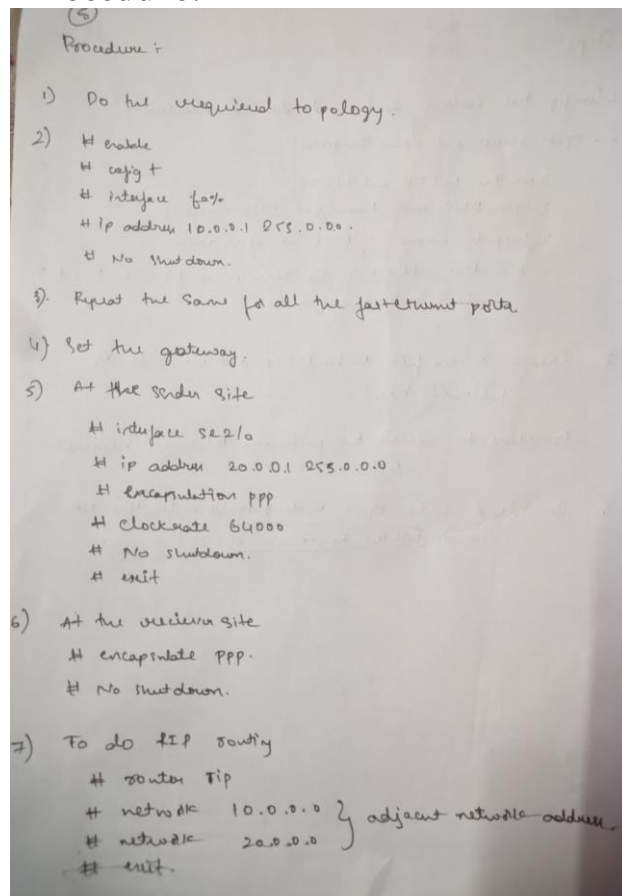 5
Procedure :
1) Do the required topology.
2) # enable
# config t
# interface fa%
# ip address 10.0.0.1 255.0.0.0.
# No shutdown.
3). Repeat the same for all the fastethernet ports
4) Set the gateway.
5) At the sender site
# interface se2/0
# ip address 20.0.0.1 255.0.0.0
# encapsulation ppp
# clockrate 64000
# No shutdown.
# exit
6) At the reciever site
# encapsulate ppp.
# No shutdown.
7) To do RIP routing
# router rip
# network 10.0.0.0 } adjacent network address.
# network 20.0.0.0
# exit.